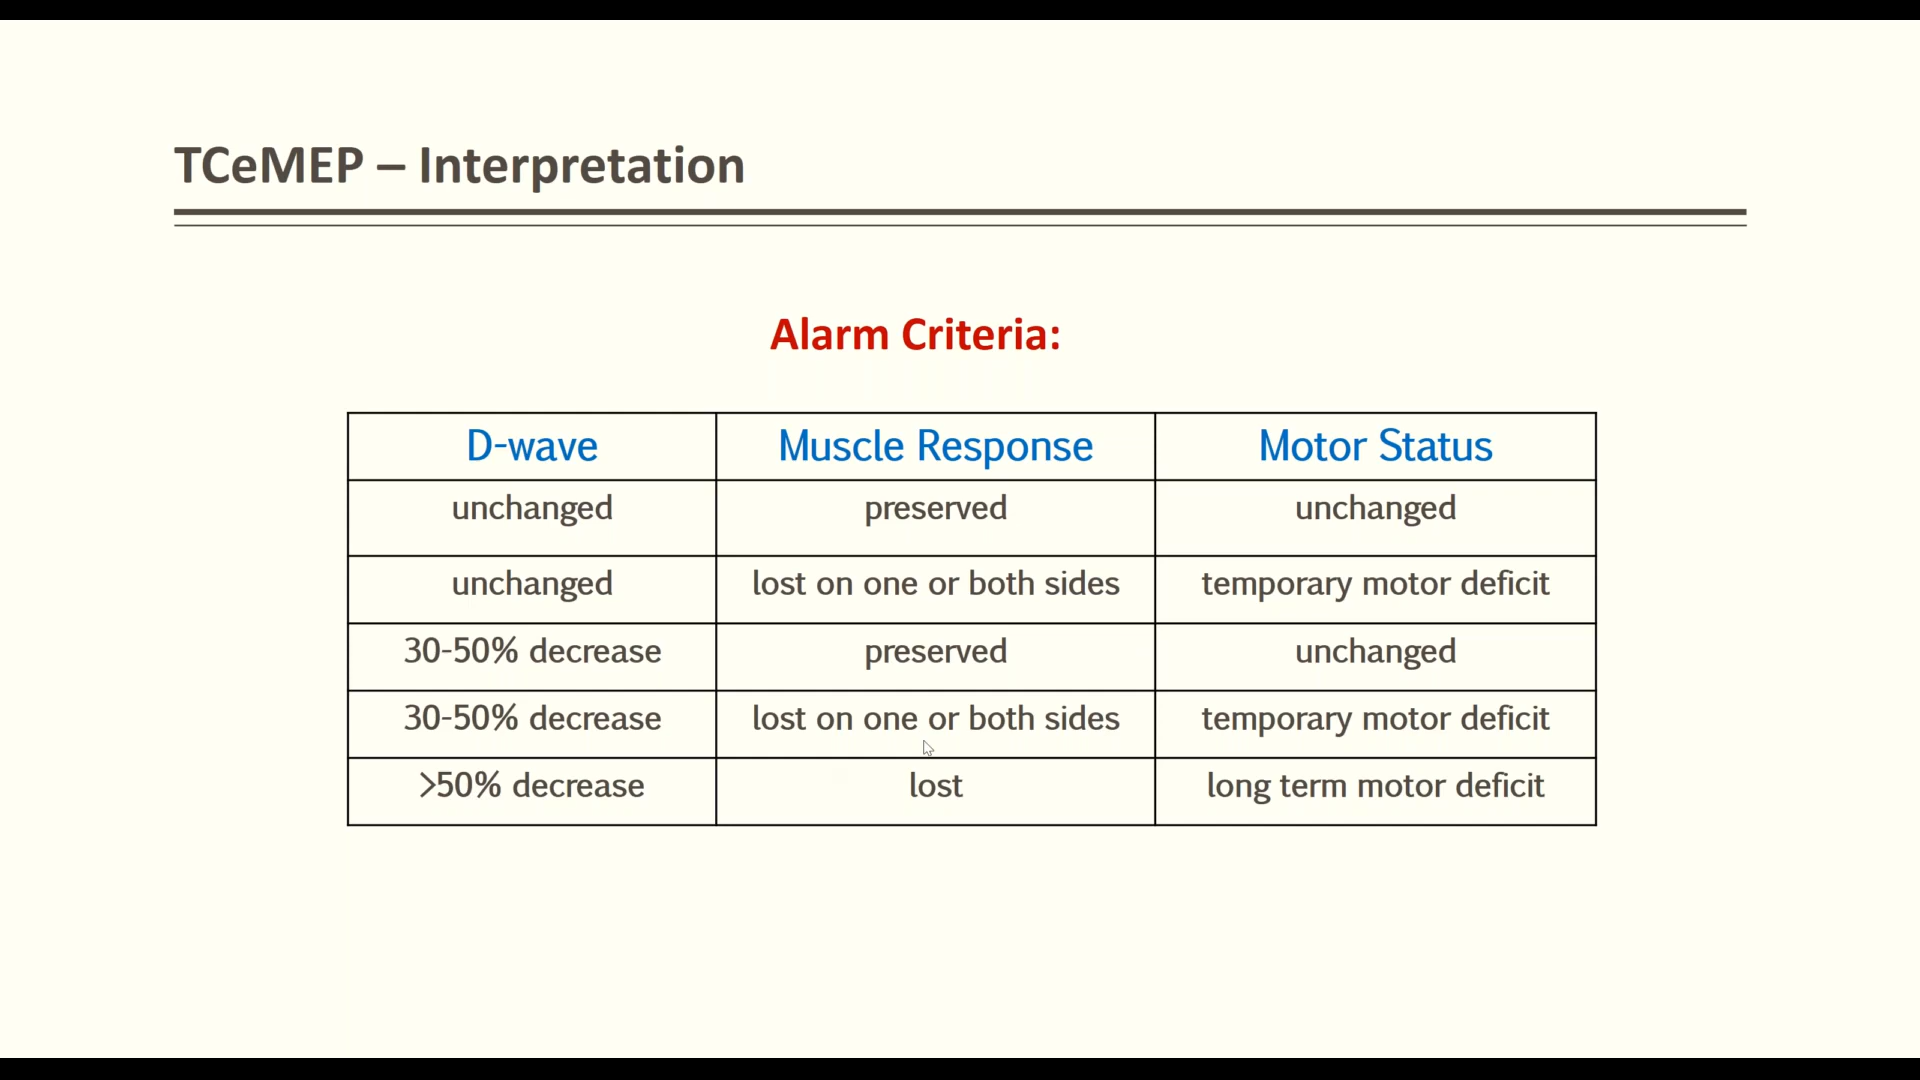 TCeMEP – Interpretation
Alarm Criteria:
D-wave Muscle Response Motor Status
unchanged preserved unchanged
unchanged lost on one or both sides temporary motor deficit
30-50% decrease preserved unchanged
30-50% decrease lost on one or both sides temporary motor deficit
>50% decrease lost long term motor deficit